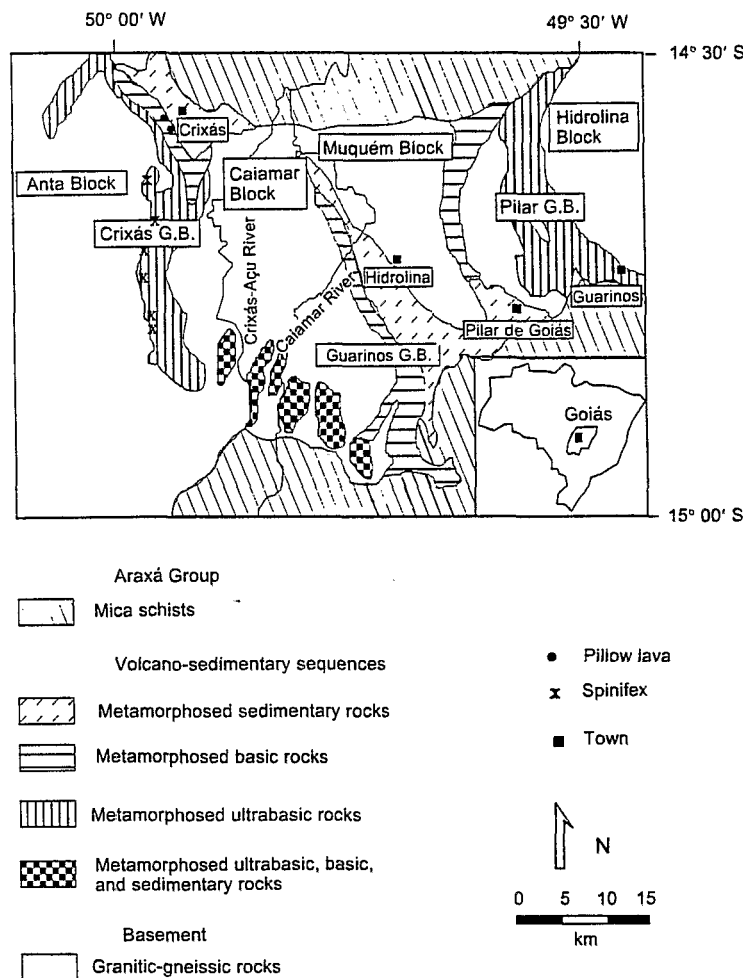 50° 00' W
49° 30' W
14° 30' S
Hidrolina
Block
Crixás
Muquém Block
Anta Block
Caiamar
Block
Pilar G.B.
Crixás G.B.
Crixás-Açu River
Caiamar River
Hidrolina
Guarinos
Pilar de Goiás
Guarinos G.B.
Goiás
15° 00' S
Araxá Group
Mica schists
Volcano-sedimentary sequences
Metamorphosed sedimentary rocks
Metamorphosed basic rocks
Metamorphosed ultrabasic rocks
Metamorphosed ultrabasic, basic,
and sedimentary rocks
Basement
Granitic-gneissic rocks
Pillow lava
Spinifex
Town
N
0 5 10 15
km